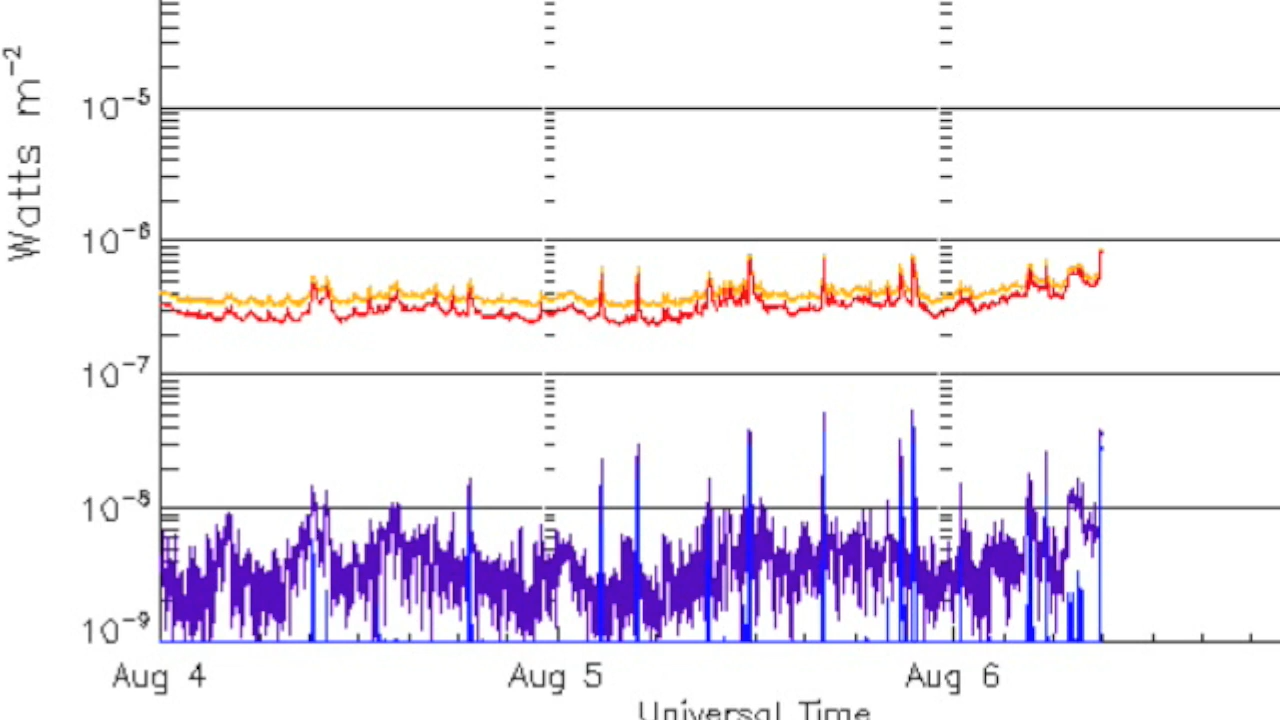 Watts m⁻²
10⁻⁵
10⁻⁶
10⁻⁷
10⁻⁸
10⁻⁹
Aug 4 Aug 5 Aug 6
Universal Time